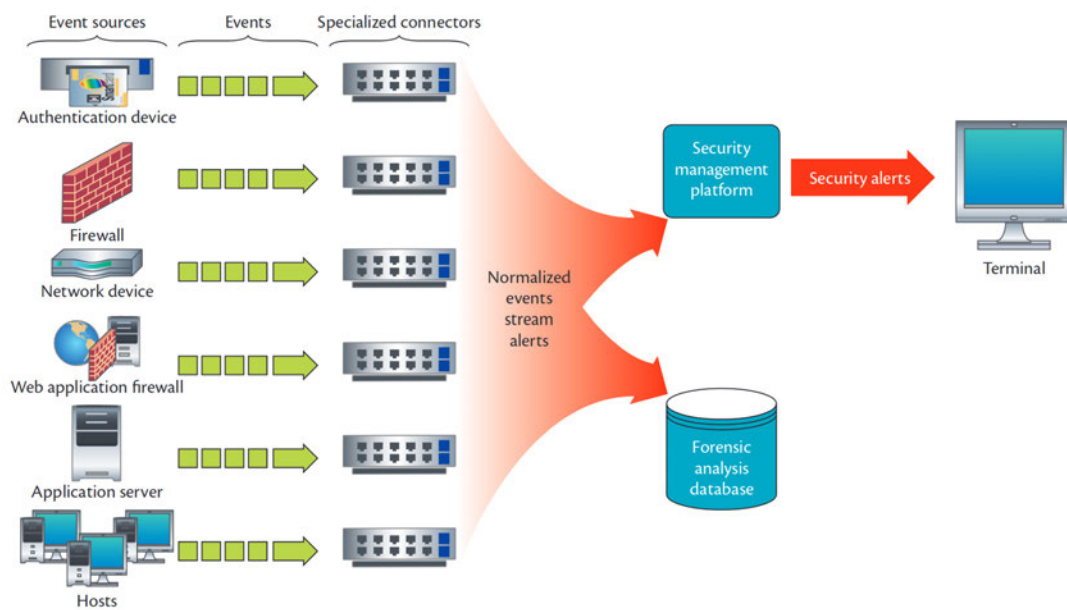 Event sources
Events
Specialized connectors
Authentication device
Firewall
Network device
Web application firewall
Application server
Hosts
Normalized
events
stream
alerts
Security
management
platform
Security alerts
Terminal
Forensic
analysis
database